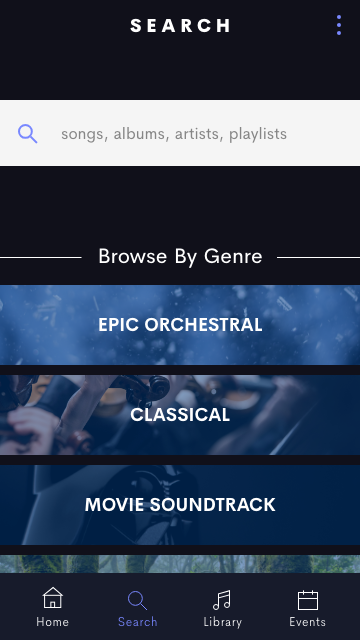 SEARCH
songs, albums, artists, playlists
Browse By Genre
EPIC ORCHESTRAL
CLASSICAL
MOVIE SOUNDTRACK
Home Search Library Events